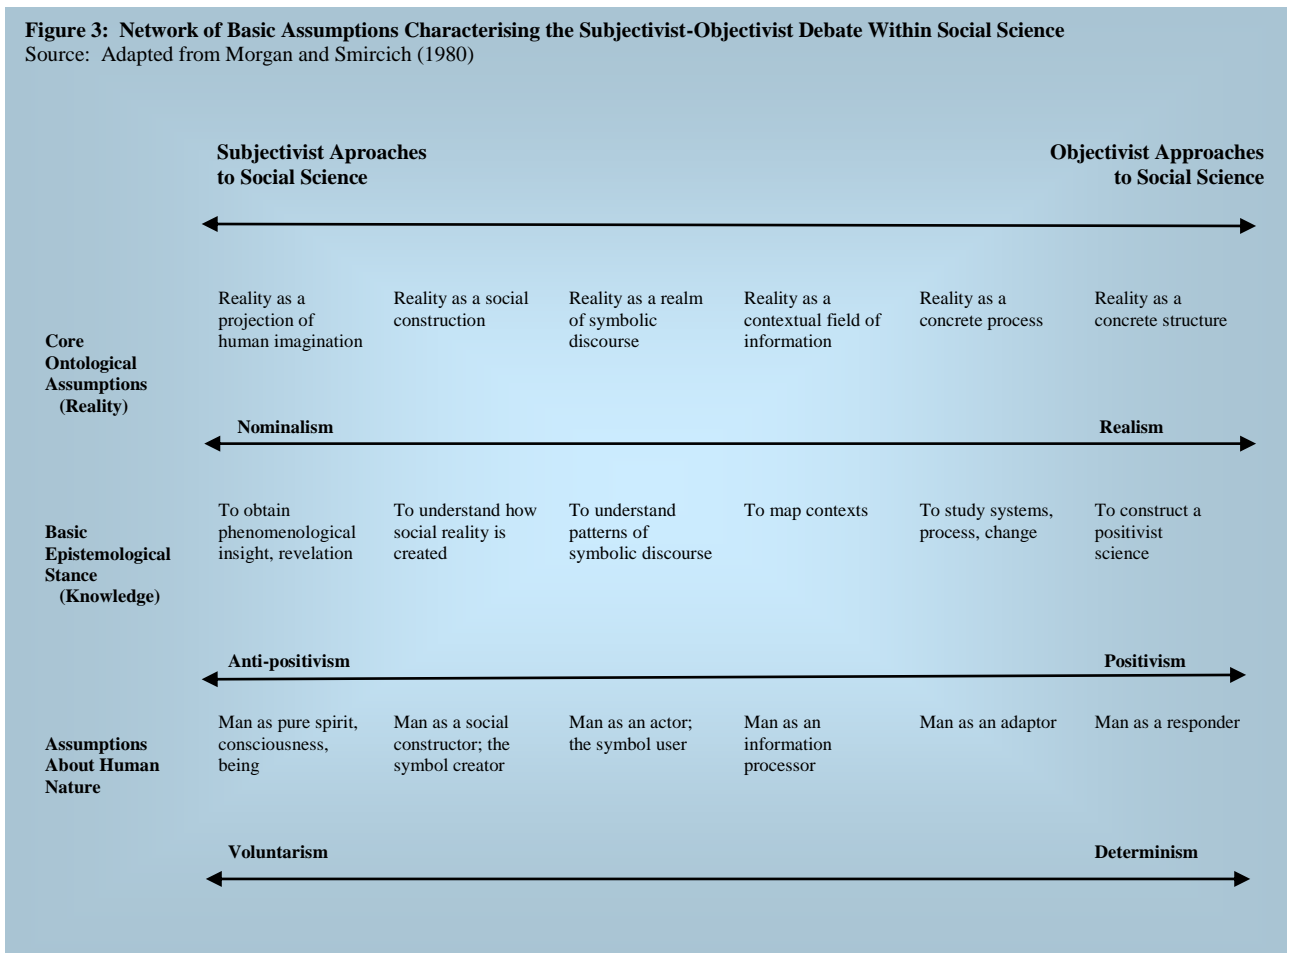 Figure 3:  Network of Basic Assumptions Characterising the Subjectivist-Objectivist Debate Within Social Science
Source:  Adapted from Morgan and Smircich (1980)
Subjectivist Aproaches
to Social Science
Objectivist Approaches
to Social Science
Core
Ontological
Assumptions
(Reality)
Reality as a
projection of
human imagination
Reality as a social
construction
Reality as a realm
of symbolic
discourse
Reality as a
contextual field of
information
Reality as a
concrete process
Reality as a
concrete structure
Nominalism
Realism
Basic
Epistemological
Stance
(Knowledge)
To obtain
phenomenological
insight, revelation
To understand how
social reality is
created
To understand
patterns of
symbolic discourse
To map contexts
To study systems,
process, change
To construct a
positivist
science
Anti-positivism
Positivism
Assumptions
About Human
Nature
Man as pure spirit,
consciousness,
being
Man as a social
constructor; the
symbol creator
Man as an actor;
the symbol user
Man as an
information
processor
Man as an adaptor
Man as a responder
Voluntarism
Determinism